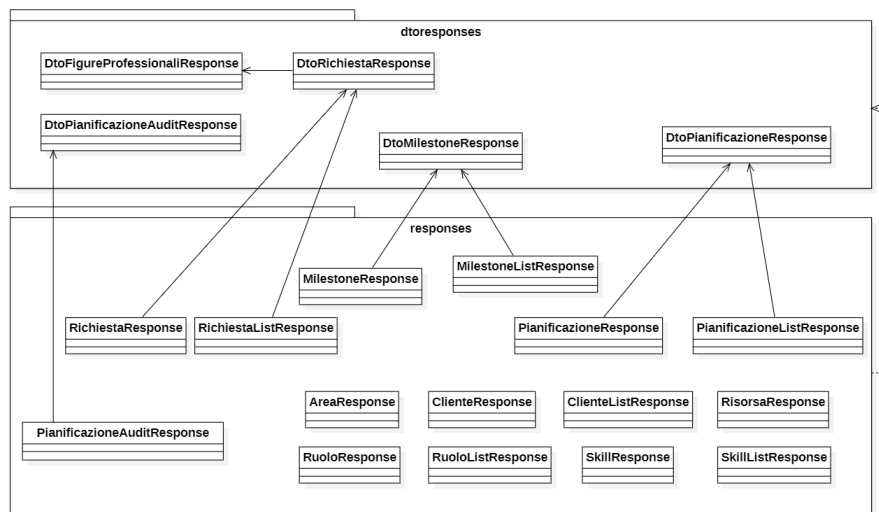 dtoresponses
DtoFigureProfessionaliResponse
DtoRichiestaResponse
DtoPianificazioneAuditResponse
DtoMilestoneResponse
DtoPianificazioneResponse
responses
MilestoneResponse
MilestoneListResponse
RichiestaResponse
RichiestaListResponse
PianificazioneResponse
PianificazioneListResponse
AreaResponse
ClienteResponse
ClienteListResponse
RisorsaResponse
PianificazioneAuditResponse
RuoloResponse
RuoloListResponse
SkillResponse
SkillListResponse